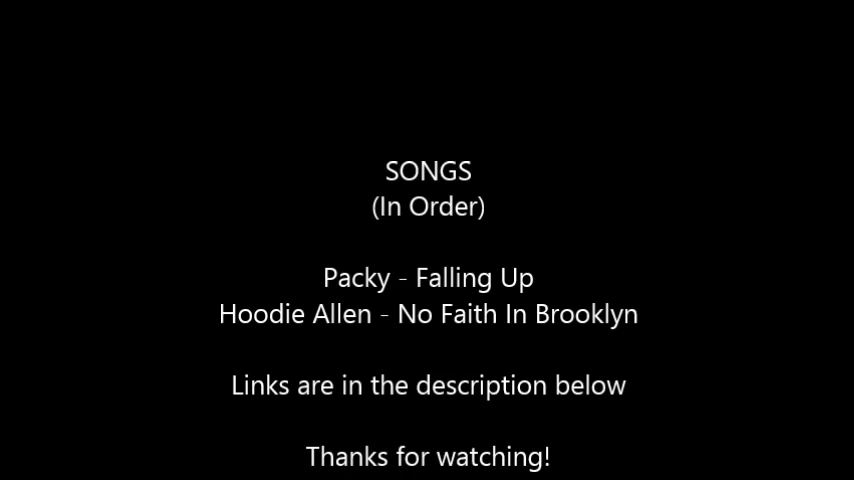 SONGS
(In Order)
Packy - Falling Up
Hoodie Allen - No Faith In Brooklyn
Links are in the description below
Thanks for watching!